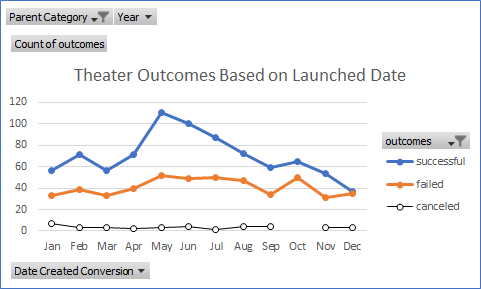 Parent Category Year
Count of outcomes
Theater Outcomes Based on Launched Date
120
100
80
60
40
20
0
Jan Feb Mar Apr May Jun Jul Aug Sep Oct Nov Dec
outcomes
successful
failed
canceled
Date Created Conversion